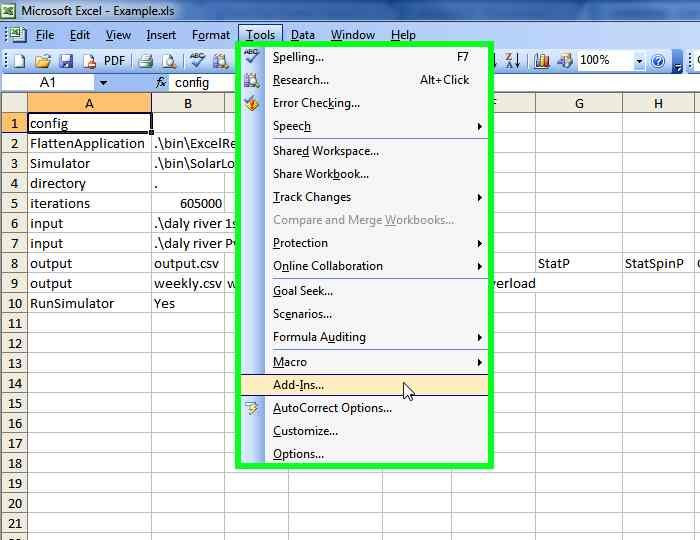 Microsoft Excel - Example.xls
File Edit View Insert Format Tools Data Window Help
PDF 100%
A1 fx config
A B G H
1 config
2 FlattenApplication .\bin\ExcelRe
3 Simulator .\bin\SolarLo
4 directory .
5 iterations 605000
6 input .\daly river 1s
7 input .\daly river Pv
8 output output.csv StatP StatSpinP
9 output weekly.csv w verload
10 RunSimulator Yes
11
12
13
14
15
16
17
18
19
20
21
Spelling... F7
Research... Alt+Click
Error Checking...
Speech
Shared Workspace...
Share Workbook...
Track Changes
Compare and Merge Workbooks...
Protection
Online Collaboration
Goal Seek...
Scenarios...
Formula Auditing
Macro
Add-Ins...
AutoCorrect Options...
Customize...
Options...